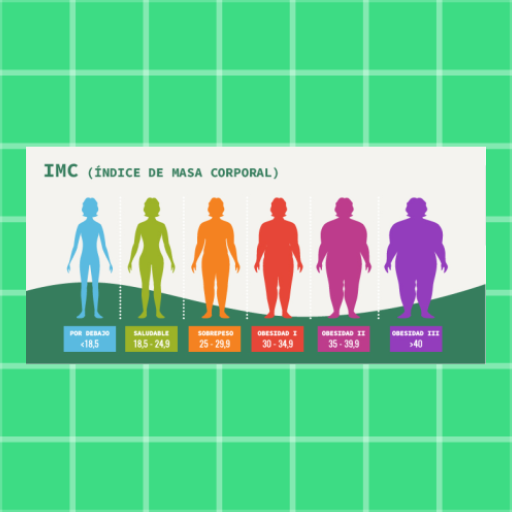 IMC (ÍNDICE DE MASA CORPORAL)
POR DEBAJO
<18,5
SALUDABLE
18,5 - 24,9
SOBREPESO
25 - 29,9
OBESIDAD I
30 - 34,9
OBESIDAD II
35 - 39,9
OBESIDAD III
>40